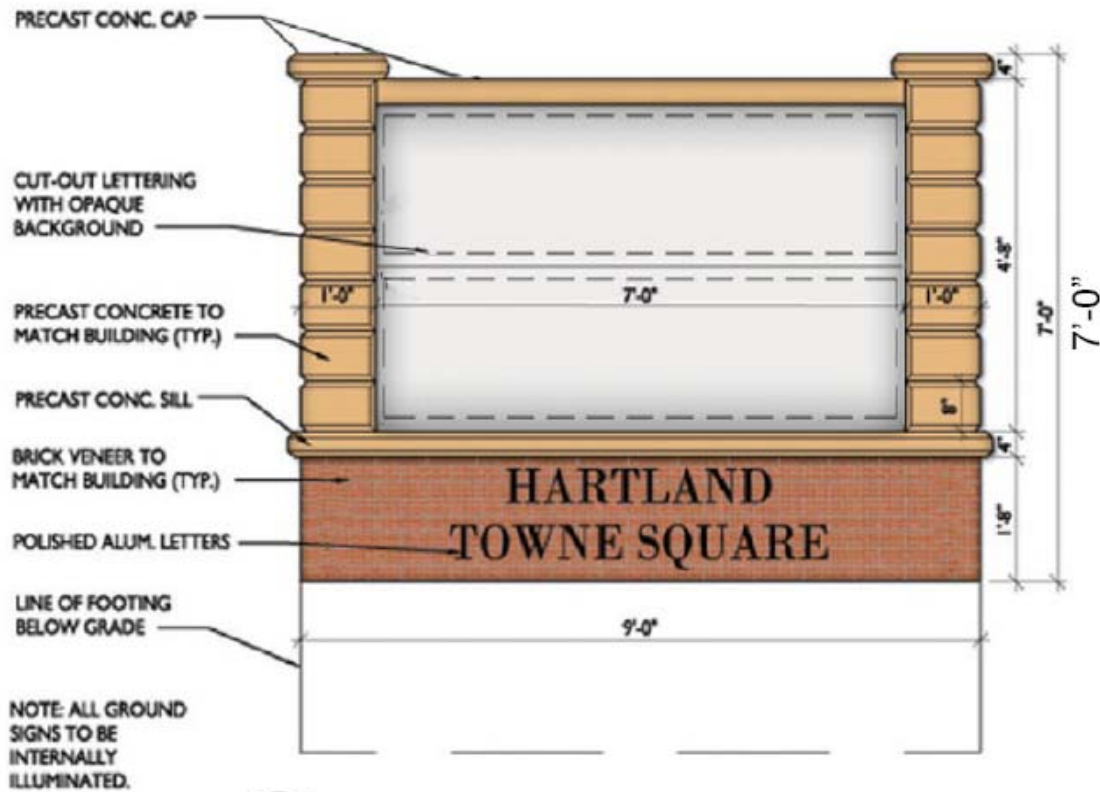 PRECAST CONC. CAP
4"
CUT-OUT LETTERING
WITH OPAQUE
BACKGROUND
4'-8"
1'-0"
7'-0"
1'-0"
PRECAST CONCRETE TO
MATCH BUILDING (TYP.)
7'-0"
7'-0"
PRECAST CONC. SILL
8"
4"
BRICK VENEER TO
MATCH BUILDING (TYP.)
HARTLAND
TOWNE SQUARE
1'-8"
POLISHED ALUM. LETTERS
LINE OF FOOTING
BELOW GRADE
9'-0"
NOTE: ALL GROUND
SIGNS TO BE
INTERNALLY
ILLUMINATED.